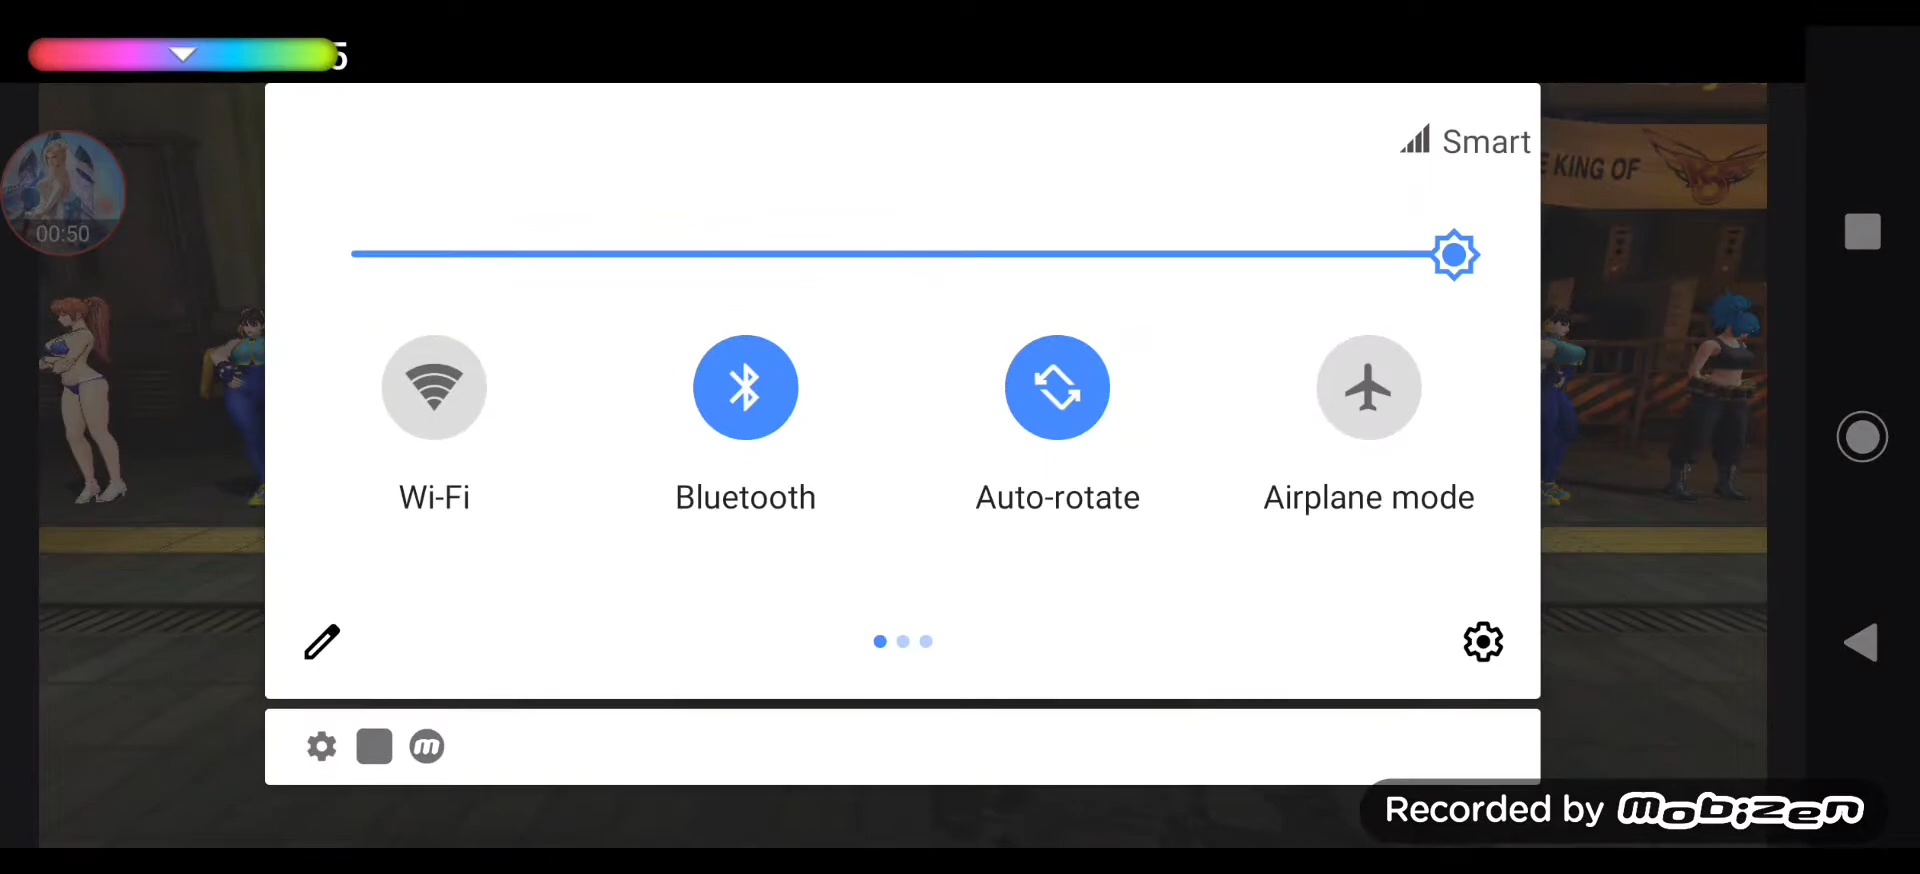 5
Smart
E KING OF
00:50
Wi-Fi
Bluetooth
Auto-rotate
Airplane mode
m
Recorded by mobizen